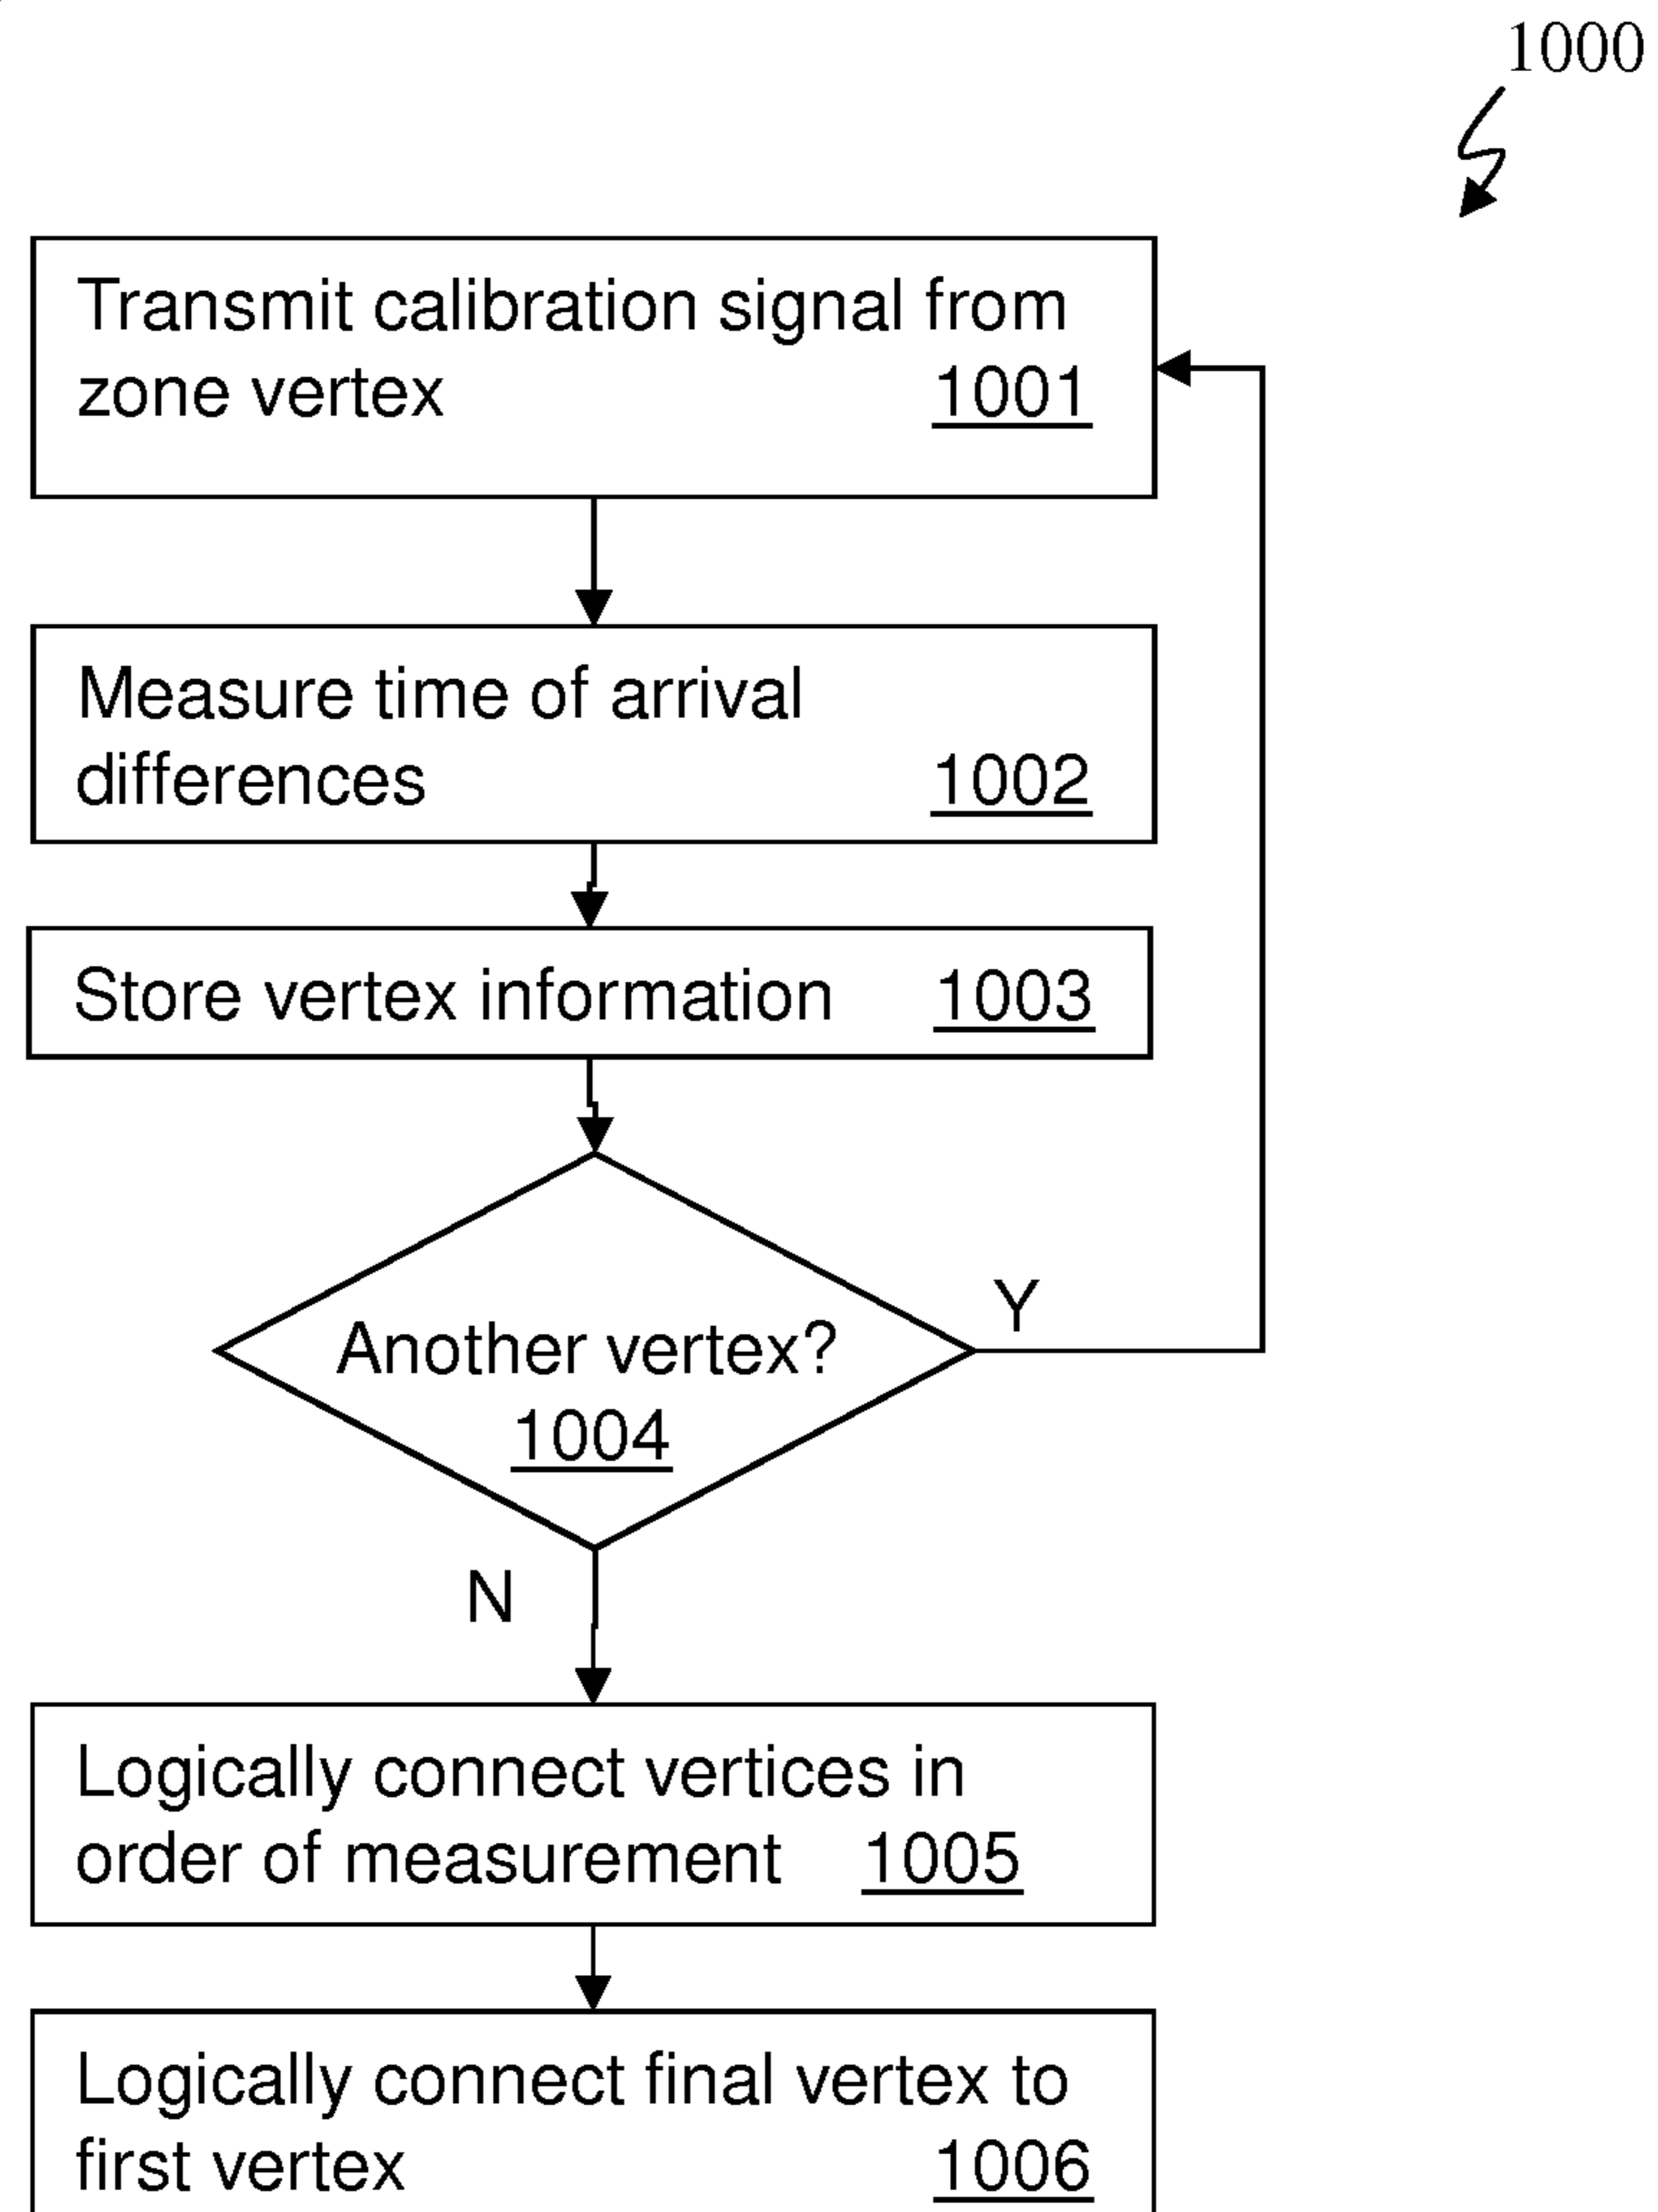 1000
Transmit calibration signal from
zone vertex 1001
Measure time of arrival
differences 1002
Store vertex information 1003
Another vertex?
1004
Y
N
Logically connect vertices in
order of measurement 1005
Logically connect final vertex to
first vertex 1006